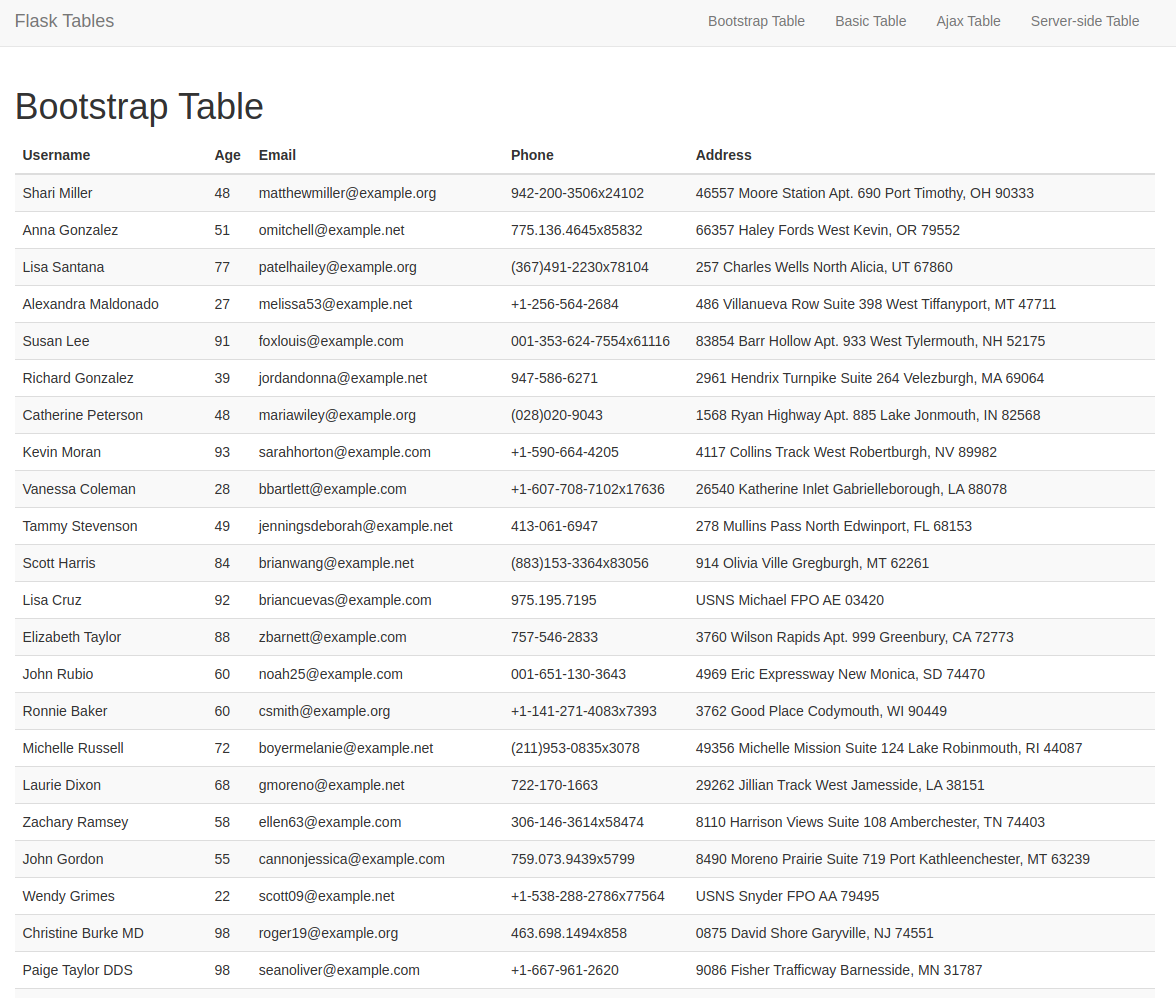 Flask Tables Bootstrap Table Basic Table Ajax Table Server-side Table
Bootstrap Table
Username Age Email Phone Address
Shari Miller 48 matthewmiller@example.org 942-200-3506x24102 46557 Moore Station Apt. 690 Port Timothy, OH 90333
Anna Gonzalez 51 omitchell@example.net 775.136.4645x85832 66357 Haley Fords West Kevin, OR 79552
Lisa Santana 77 patelhailey@example.org (367)491-2230x78104 257 Charles Wells North Alicia, UT 67860
Alexandra Maldonado 27 melissa53@example.net +1-256-564-2684 486 Villanueva Row Suite 398 West Tiffanyport, MT 47711
Susan Lee 91 foxlouis@example.com 001-353-624-7554x61116 83854 Barr Hollow Apt. 933 West Tylermouth, NH 52175
Richard Gonzalez 39 jordandonna@example.net 947-586-6271 2961 Hendrix Turnpike Suite 264 Velezburgh, MA 69064
Catherine Peterson 48 mariawiley@example.org (028)020-9043 1568 Ryan Highway Apt. 885 Lake Jonmouth, IN 82568
Kevin Moran 93 sarahhorton@example.com +1-590-664-4205 4117 Collins Track West Robertburgh, NV 89982
Vanessa Coleman 28 bbartlett@example.com +1-607-708-7102x17636 26540 Katherine Inlet Gabrielleborough, LA 88078
Tammy Stevenson 49 jenningsdeborah@example.net 413-061-6947 278 Mullins Pass North Edwinport, FL 68153
Scott Harris 84 brianwang@example.net (883)153-3364x83056 914 Olivia Ville Gregburgh, MT 62261
Lisa Cruz 92 briancuevas@example.com 975.195.7195 USNS Michael FPO AE 03420
Elizabeth Taylor 88 zbarnett@example.com 757-546-2833 3760 Wilson Rapids Apt. 999 Greenbury, CA 72773
John Rubio 60 noah25@example.com 001-651-130-3643 4969 Eric Expressway New Monica, SD 74470
Ronnie Baker 60 csmith@example.org +1-141-271-4083x7393 3762 Good Place Codymouth, WI 90449
Michelle Russell 72 boyermelanie@example.net (211)953-0835x3078 49356 Michelle Mission Suite 124 Lake Robinmouth, RI 44087
Laurie Dixon 68 gmoreno@example.net 722-170-1663 29262 Jillian Track West Jamesside, LA 38151
Zachary Ramsey 58 ellen63@example.com 306-146-3614x58474 8110 Harrison Views Suite 108 Amberchester, TN 74403
John Gordon 55 cannonjessica@example.com 759.073.9439x5799 8490 Moreno Prairie Suite 719 Port Kathleenchester, MT 63239
Wendy Grimes 22 scott09@example.net +1-538-288-2786x77564 USNS Snyder FPO AA 79495
Christine Burke MD 98 roger19@example.org 463.698.1494x858 0875 David Shore Garyville, NJ 74551
Paige Taylor DDS 98 seanoliver@example.com +1-667-961-2620 9086 Fisher Trafficway Barnesside, MN 31787